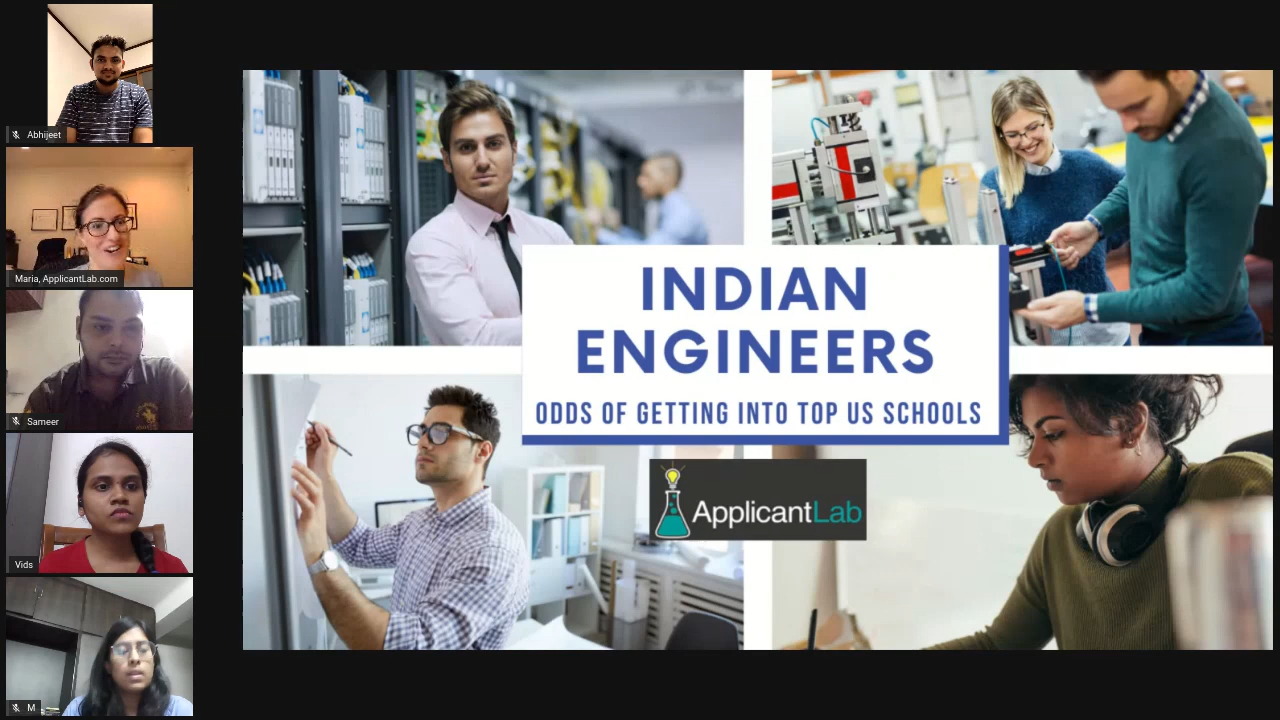 Abhijeet
Maria, ApplicantLab.com
Sameer
Vids
M
INDIAN
ENGINEERS
ODDS OF GETTING INTO TOP US SCHOOLS
ApplicantLab